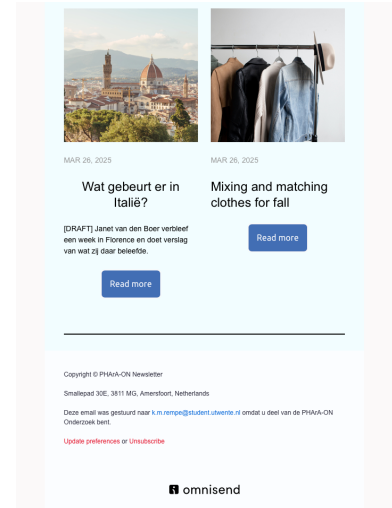 MAR 26, 2025
Wat gebeurt er in
Italië?
[DRAFT] Janet van den Boer verbleef
een week in Florence en doet verslag
van wat zij daar beleefde.
Read more
MAR 26, 2025
Mixing and matching
clothes for fall
Read more
Copyright © PHArA-ON Newsletter
Smallepad 30E, 3811 MG, Amersfoort, Netherlands
Deze email was gestuurd naar k.m.rempe@student.utwente.nl omdat u deel van de PHArA-ON
Onderzoek bent.
Update preferences or Unsubscribe
omnisend